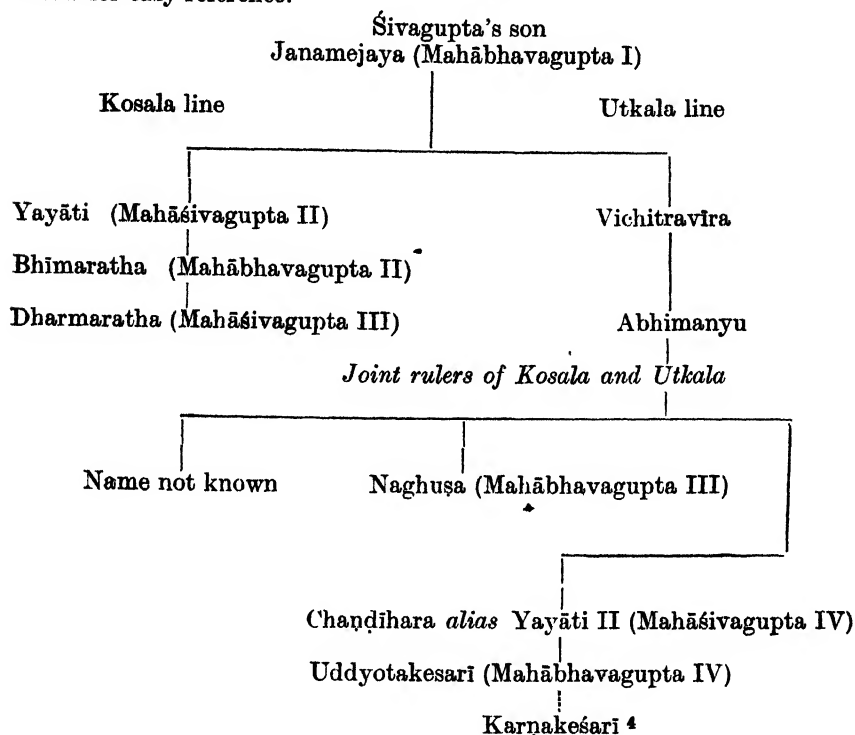 Śivagupta's son
Janamejaya (Mahābhavagupta I)
Kosala line Utkala line
Yayāti (Mahāśivagupta II) Vichitravīra
Bhīmaratha (Mahābhavagupta II)
Dharmaratha (Mahāśivagupta III) Abhimanyu
Joint rulers of Kosala and Utkala
Name not known Naghuṣa (Mahābhavagupta III)
Chaṇḍīhara alias Yayāti II (Mahāśivagupta IV)
Uddyotakesarī (Mahābhavagupta IV)
Karṇakeśarī 4